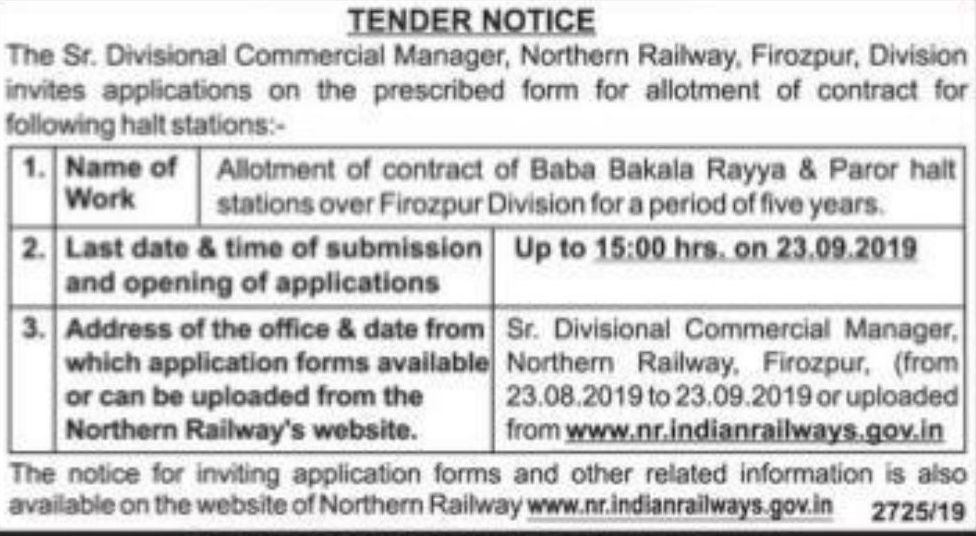 TENDER NOTICE
The Sr. Divisional Commercial Manager, Northern Railway, Firozpur, Division
invites applications on the prescribed form for allotment of contract for
following halt stations:-
1. Name of Work
Allotment of contract of Baba Bakala Rayya & Paror halt
stations over Firozpur Division for a period of five years.
2. Last date & time of submission
and opening of applications
Up to 15:00 hrs. on 23.09.2019
3. Address of the office & date from
which application forms available
or can be uploaded from the
Northern Railway's website.
Sr. Divisional Commercial Manager,
Northern Railway, Firozpur, (from
23.08.2019 to 23.09.2019 or uploaded
from www.nr.indianrailways.gov.in
The notice for inviting application forms and other related information is also
available on the website of Northern Railway www.nr.indianrailways.gov.in 2725/19